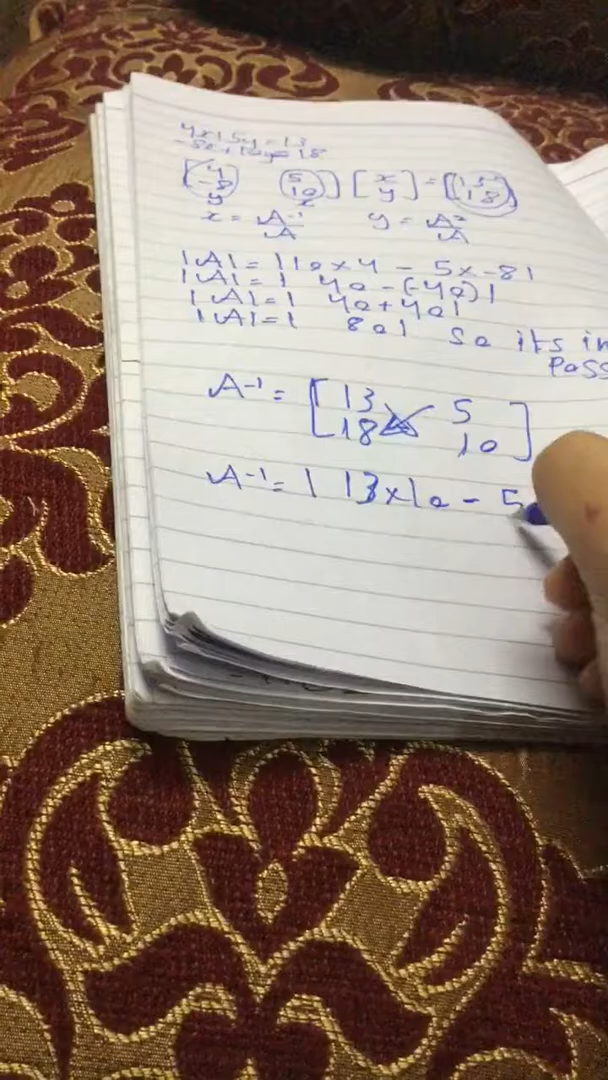 4x+5y=13
-8x+10y=18
[4 5] [x] = [13]
-8 10 y 18
y x
x = A⁻¹/A y = A²/A
|A| = |10×4 - 5×-8|
|A| = | 40-(-40)|
|A| = | 40+40|
|A| = | 80| So its in
Poss
A⁻¹ = [13 5]
18 10
A⁻¹ = | 13×10 - 5